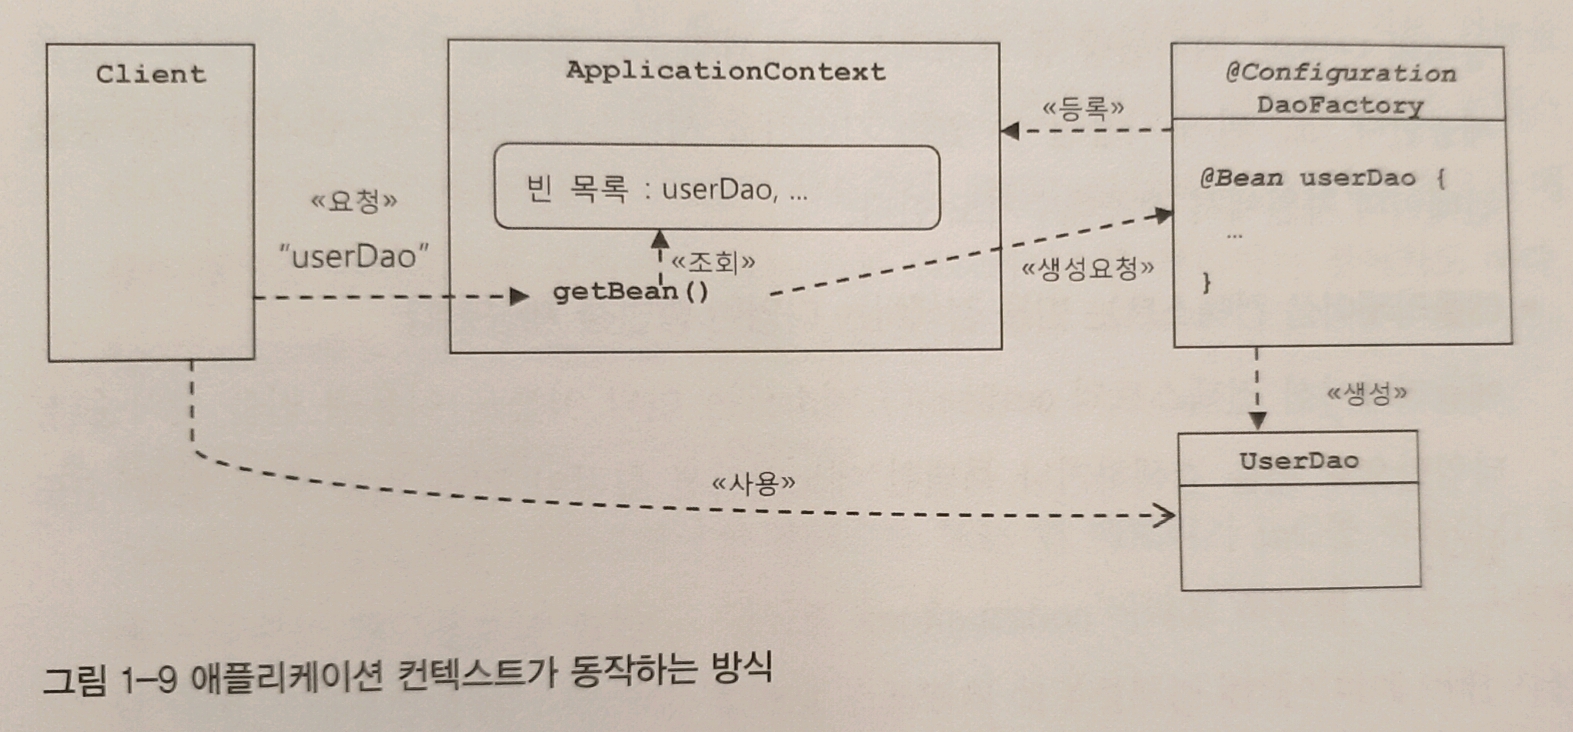 Client
ApplicationContext
@Configuration
DaoFactory
«등록»
@Bean userDao {
...
}
빈 목록 : userDao, ...
«요청»
"userDao"
«조회»
getBean()
«생성요청»
«생성»
UserDao
«사용»
그림 1-9 애플리케이션 컨텍스트가 동작하는 방식